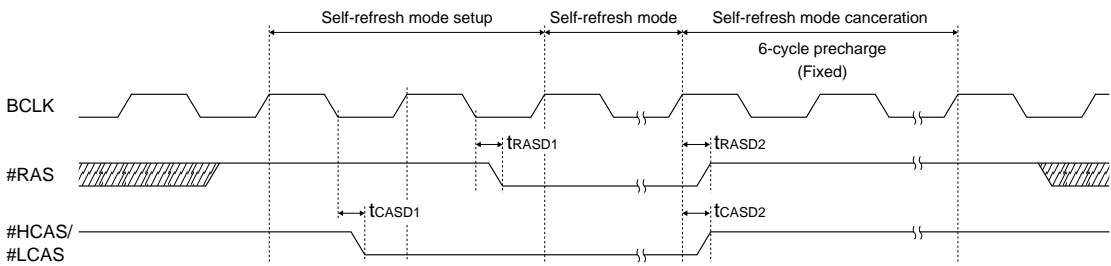 Self-refresh mode setup
Self-refresh mode
Self-refresh mode canceration
6-cycle precharge
(Fixed)
BCLK
tRASD1
tRASD2
#RAS
tCASD1
tCASD2
#HCAS/
#LCAS